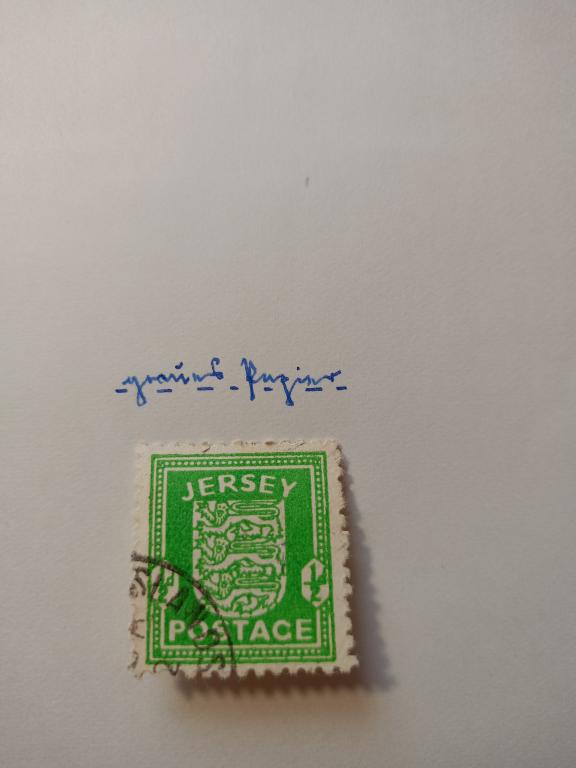 graues Papier
JERSEY
½
POSTAGE